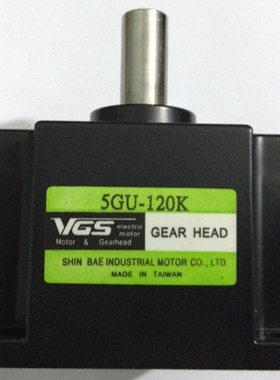 5GU-120K
VGS electric motor
Motor & Gearhead
GEAR HEAD
SHIN BAE INDUSTRIAL MOTOR CO., LTD.
MADE IN TAIWAN